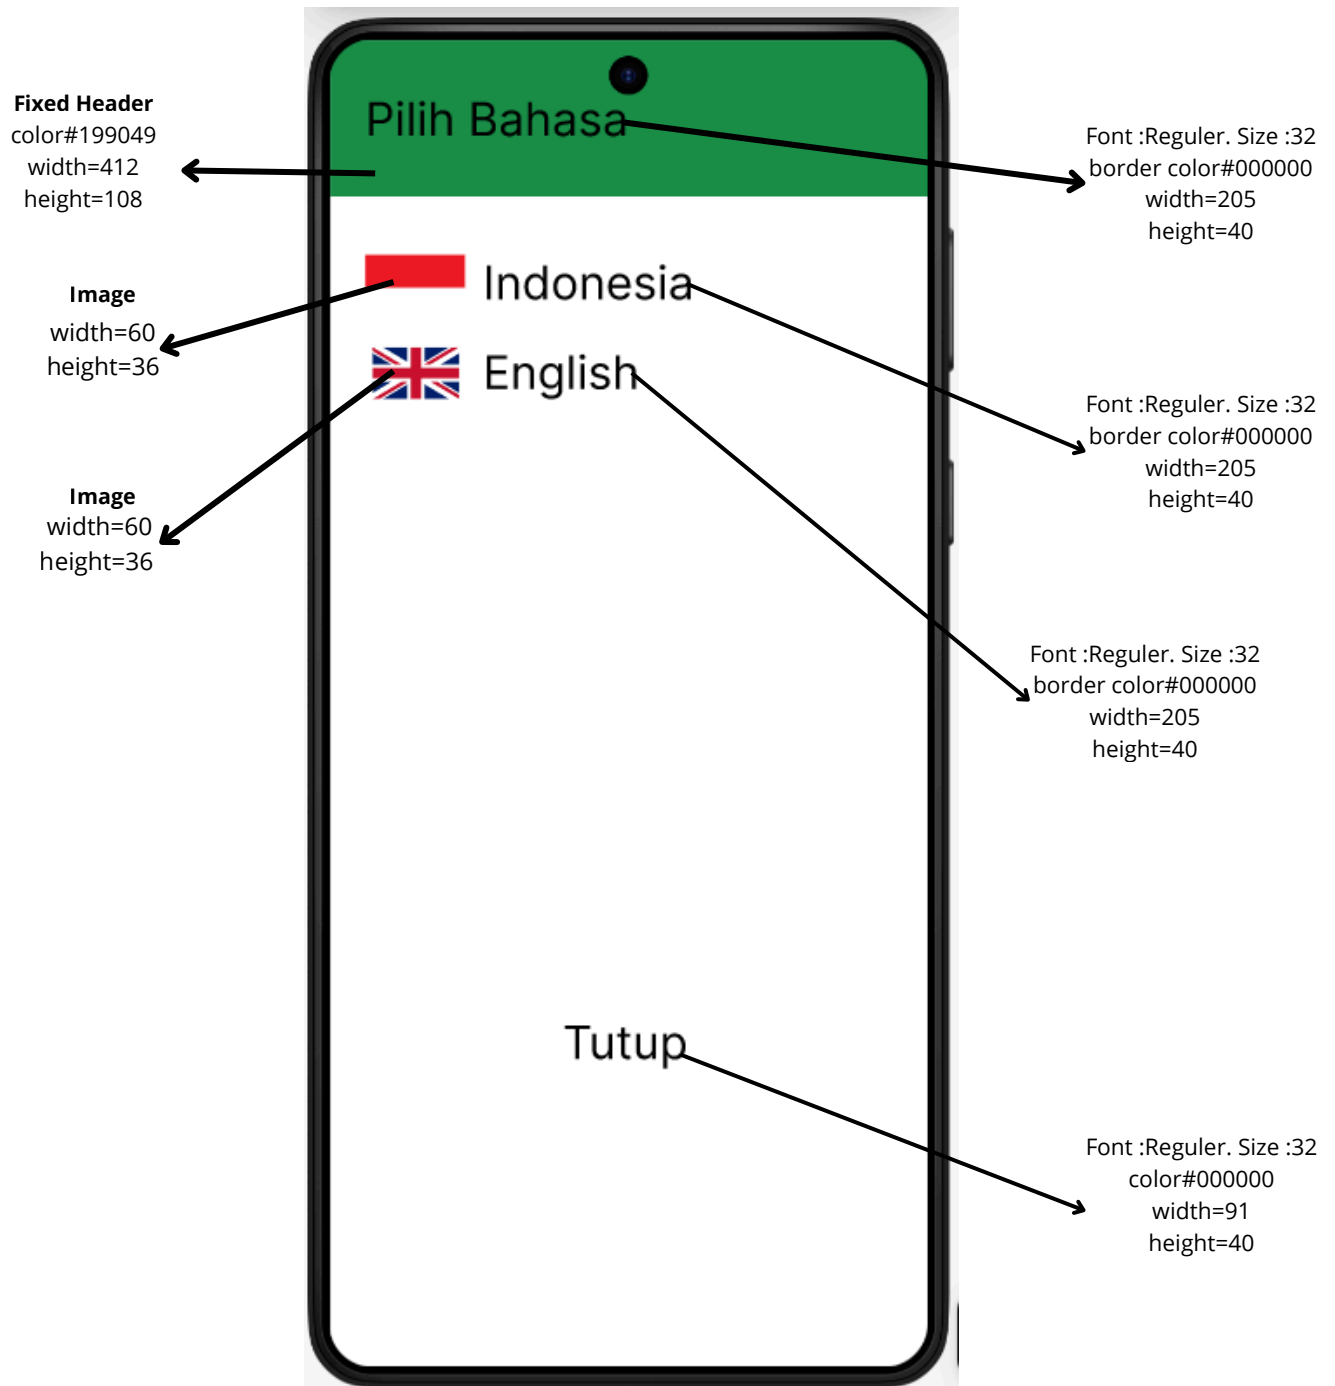 Fixed Header
color#199049
width=412
height=108
Pilih Bahasa
Font :Reguler. Size :32
border color#000000
width=205
height=40
Image
width=60
height=36
Indonesia
Font :Reguler. Size :32
border color#000000
width=205
height=40
Image
width=60
height=36
English
Font :Reguler. Size :32
border color#000000
width=205
height=40
Tutup
Font :Reguler. Size :32
color#000000
width=91
height=40